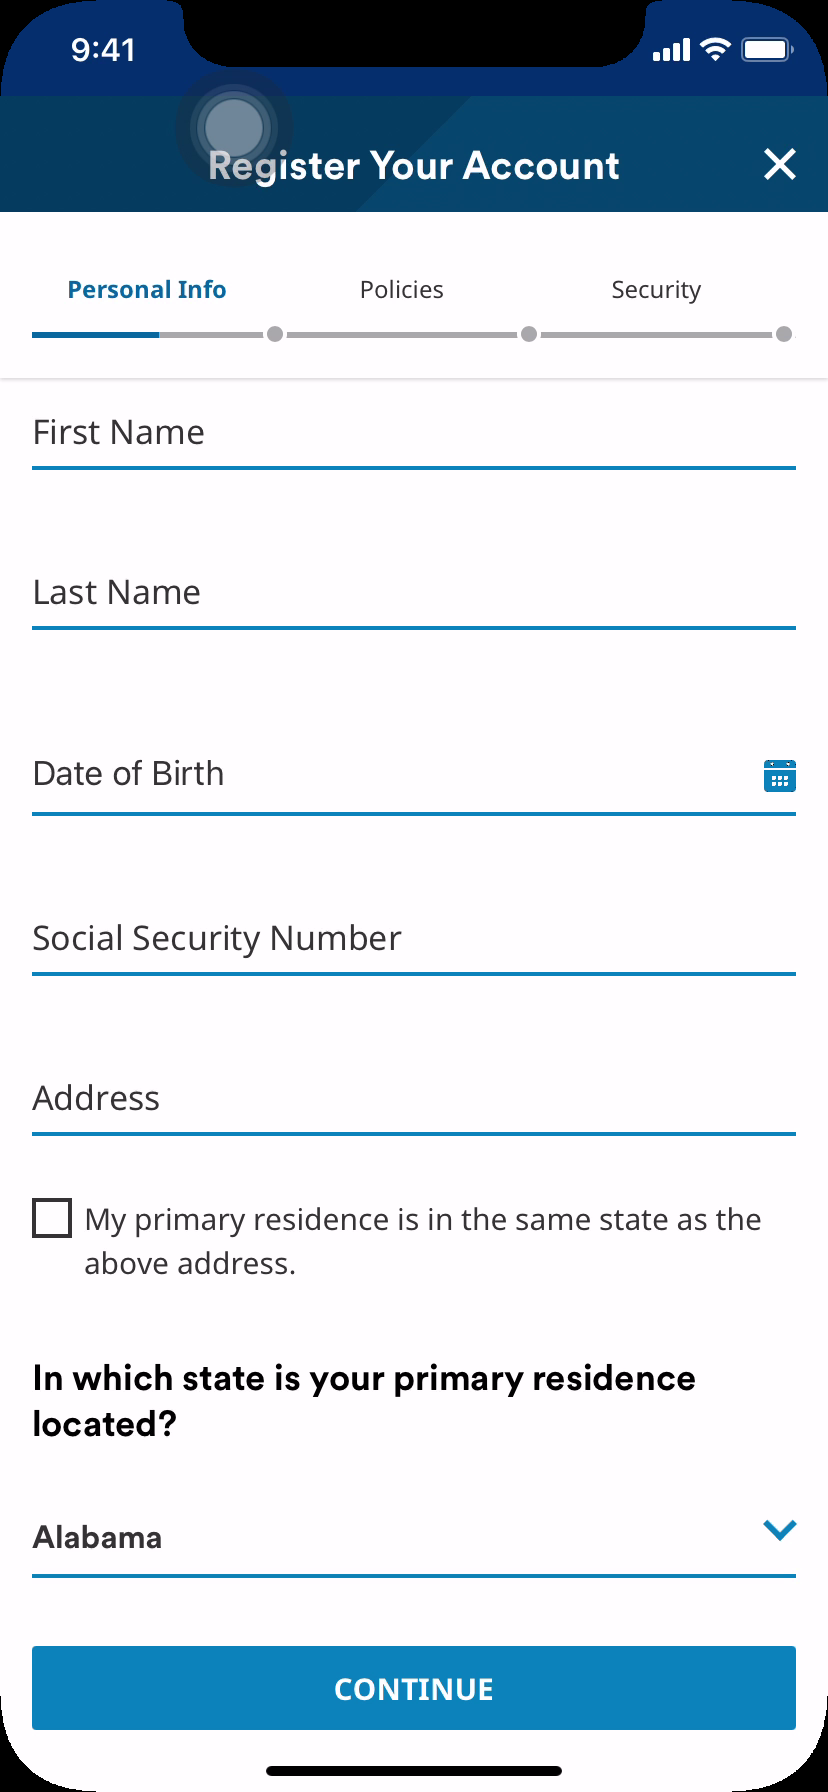 9:41
Register Your Account
Personal Info
Policies
Security
First Name
Last Name
Date of Birth
Social Security Number
Address
My primary residence is in the same state as the
above address.
In which state is your primary residence
located?
Alabama
CONTINUE